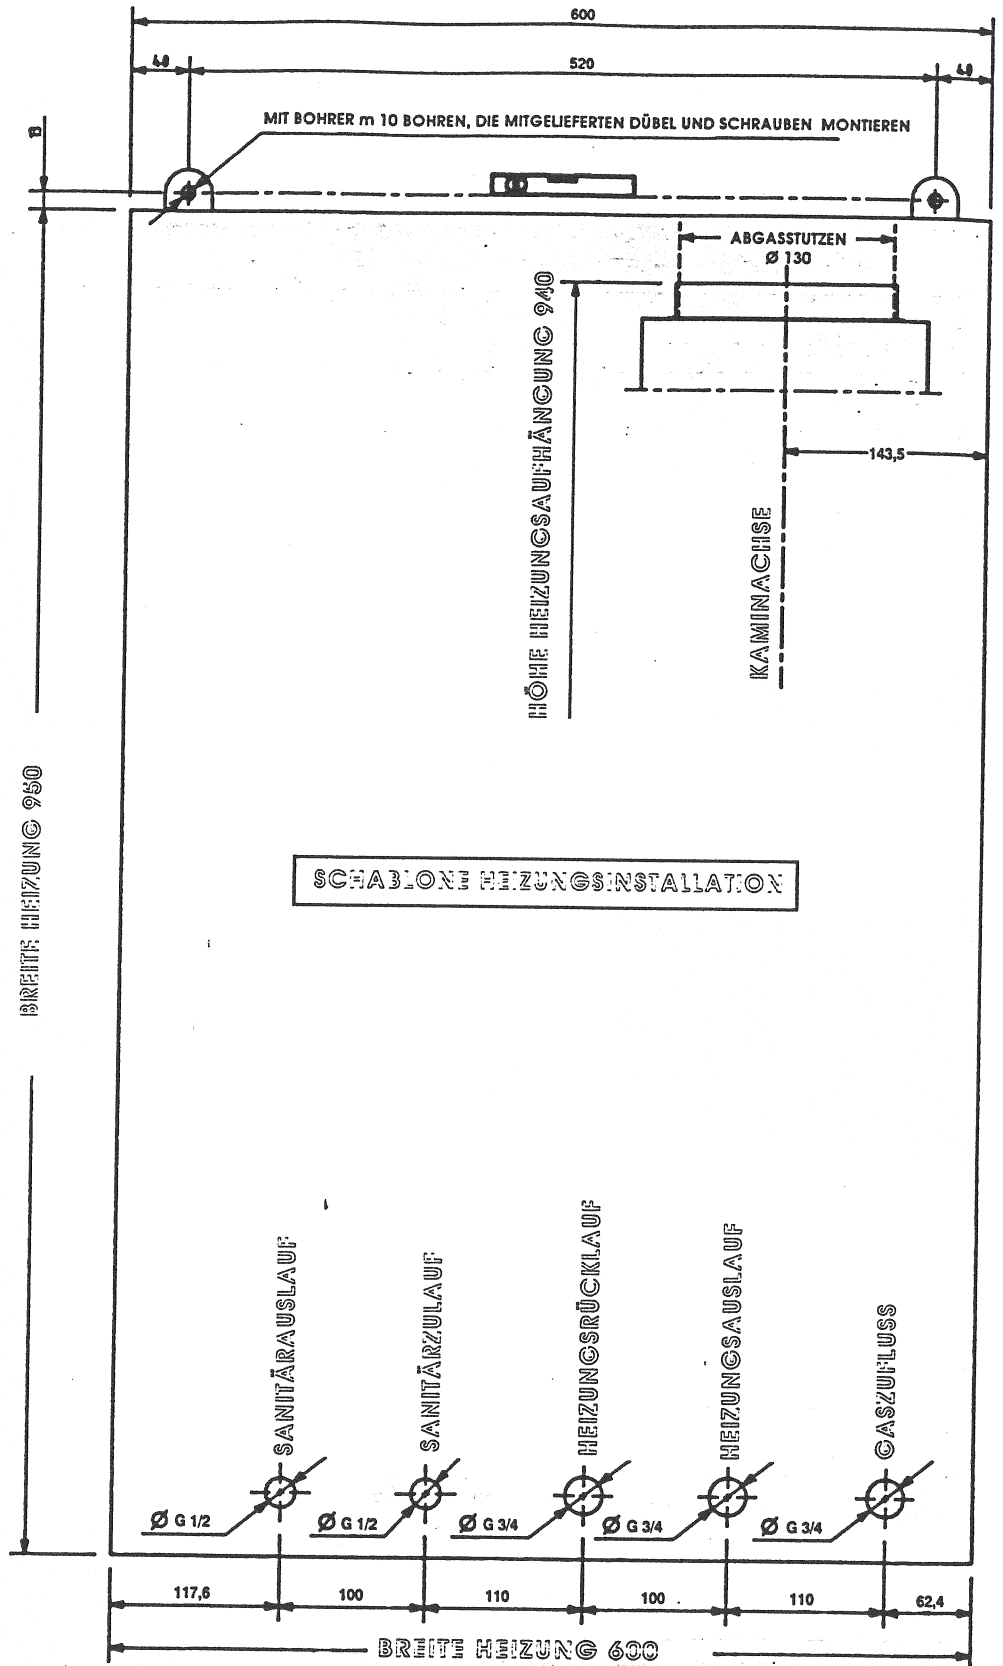 600
40
520
40
MIT BOHRER m 10 BOHREN, DIE MITGELIEFERTEN DÜBEL UND SCHRAUBEN MONTIEREN
ABGASSTUTZEN
Ø 130
HÖHE HEIZUNGSAUFHÄNGUNG 940
143,5
KAMINACHSE
BREITE HEIZUNG 950
SCHABLONE HEIZUNGSINSTALLATION
SANITÄRAUSLAUF
SANITÄRZULAUF
HEIZUNGSRÜCKLAUF
HEIZUNGSAUSLAUF
GASZUFLUSS
Ø G 1/2
Ø G 1/2
Ø G 3/4
Ø G 3/4
Ø G 3/4
117,6
100
110
100
110
62,4
BREITE HEIZUNG 600